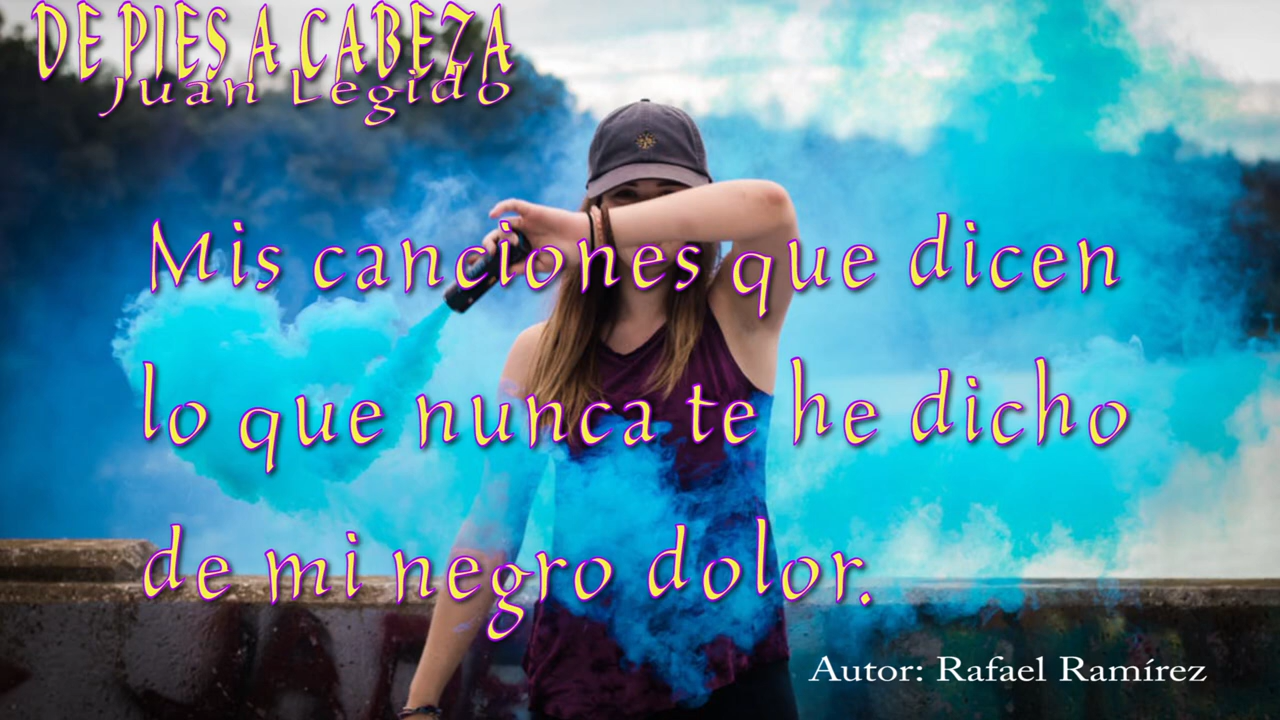 DE PIES A CABEZA
Juan Legido
Mis canciones que dicen
lo que nunca te he dicho
de mi negro dolor.
Autor: Rafael Ramírez